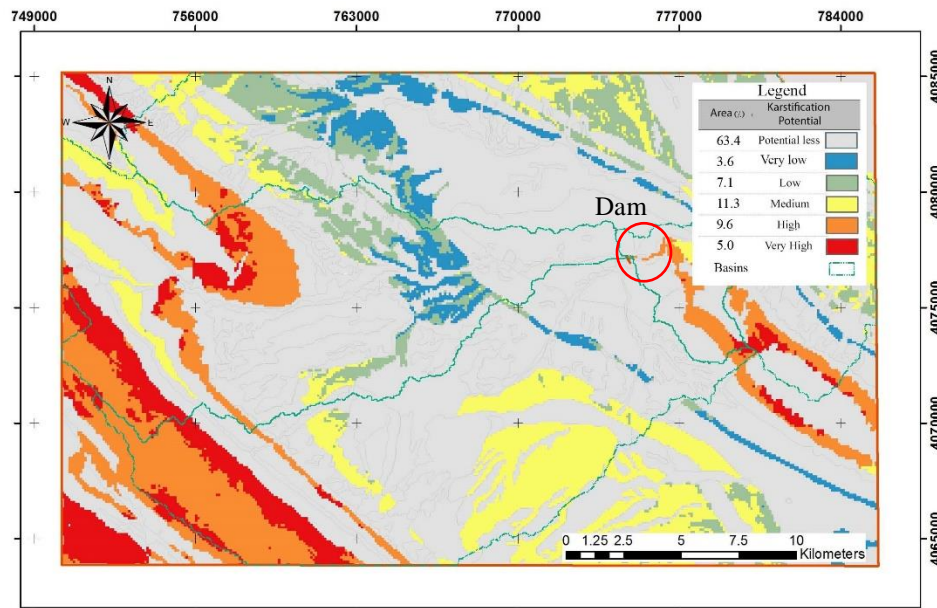 749000 756000 763000 770000 777000 784000
4085000
4080000
4075000
4070000
4065000
N
W E
S
Dam
Legend
Area Karstification Potential
63.4 Potential less
3.6 Very low
7.1 Low
11.3 Medium
9.6 High
5.0 Very High
Basins
0 1.25 2.5 5 7.5 10
Kilometers